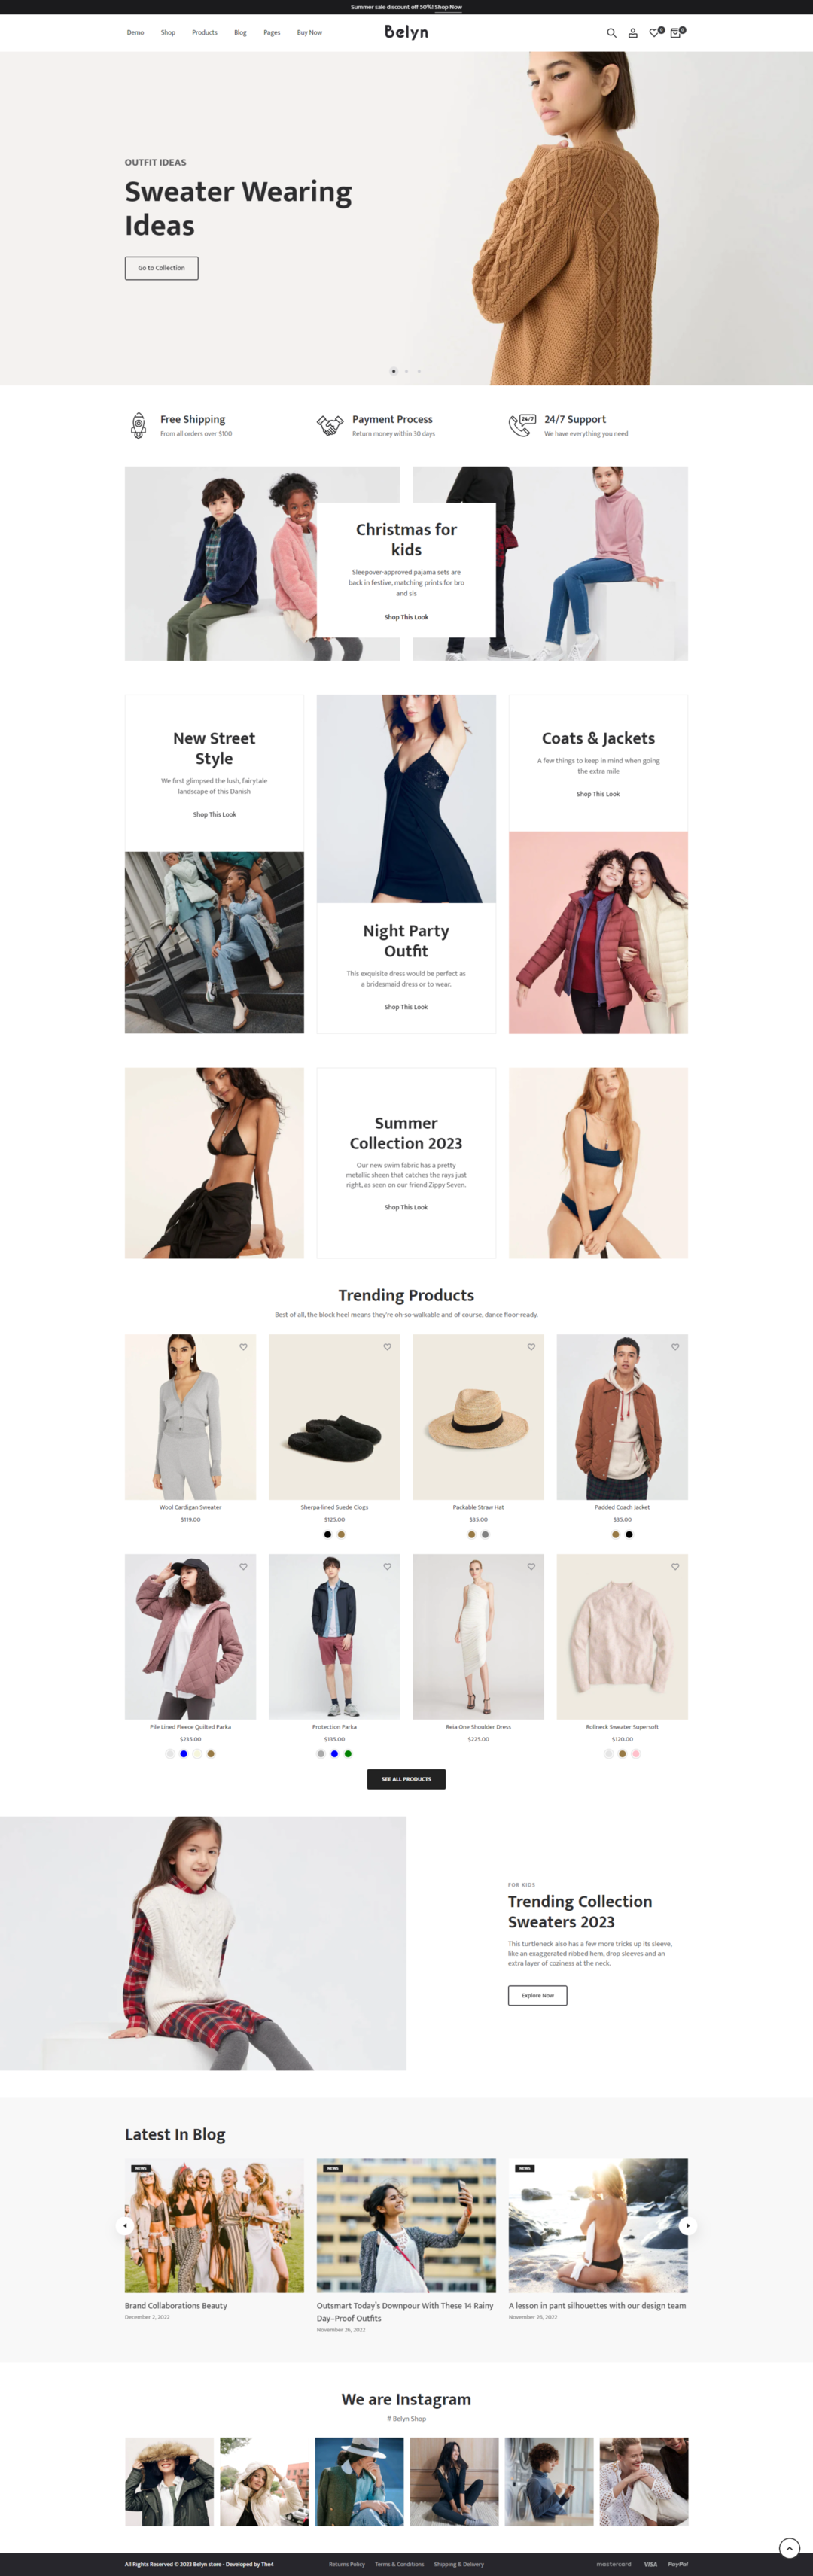 Summer sale discount off 50%! Shop Now
Demo Shop Products Blog Pages Buy Now
Belyn
0 0
OUTFIT IDEAS
Sweater Wearing
Ideas
Go to Collection
Free Shipping
From all orders over $100
Payment Process
Return money within 30 days
24/7
24/7 Support
We have everything you need
Christmas for
kids
Sleepover-approved pajama sets are
back in festive, matching prints for bro
and sis
Shop This Look
New Street
Style
We first glimpsed the lush, fairytale
landscape of this Danish
Shop This Look
Night Party
Outfit
This exquisite dress would be perfect as
a bridesmaid dress or to wear.
Shop This Look
Coats & Jackets
A few things to keep in mind when going
the extra mile
Shop This Look
Summer
Collection 2023
Our new swim fabric has a pretty
metallic sheen that catches the rays just
right, as seen on our friend Zippy Seven.
Shop This Look
Trending Products
Best of all, the block heel means they're oh-so-walkable and of course, dance floor-ready.
Wool Cardigan Sweater
$119.00
Sherpa-lined Suede Clogs
$125.00
Packable Straw Hat
$35.00
Padded Coach Jacket
$35.00
Pile Lined Fleece Quilted Parka
$235.00
Protection Parka
$135.00
Reia One Shoulder Dress
$225.00
Rollneck Sweater Supersoft
$120.00
SEE ALL PRODUCTS
FOR KIDS
Trending Collection
Sweaters 2023
This turtleneck also has a few more tricks up its sleeve,
like an exaggerated ribbed hem, drop sleeves and an
extra layer of coziness at the neck.
Explore Now
Latest In Blog
NEWS
Brand Collaborations Beauty
December 2, 2022
NEWS
Outsmart Today's Downpour With These 14 Rainy
Day-Proof Outfits
November 26, 2022
NEWS
A lesson in pant silhouettes with our design team
November 26, 2022
We are Instagram
# Belyn Shop
All Rights Reserved © 2023 Belyn store - Developed by The4
Returns Policy Terms & Conditions Shipping & Delivery
mastercard VISA PayPal